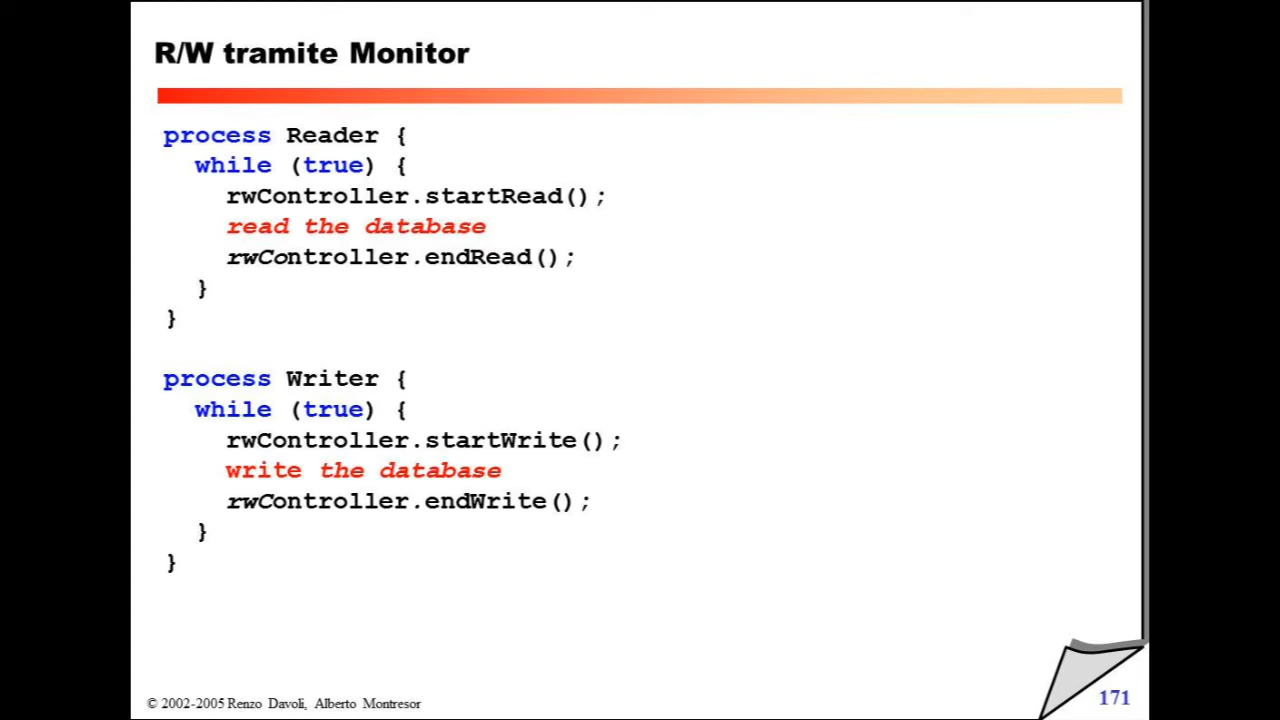 R/W tramite Monitor
process Reader {
while (true) {
rwController.startRead();
read the database
rwController.endRead();
}
}
process Writer {
while (true) {
rwController.startWrite();
write the database
rwController.endWrite();
}
}
© 2002-2005 Renzo Davoli, Alberto Montresor
171